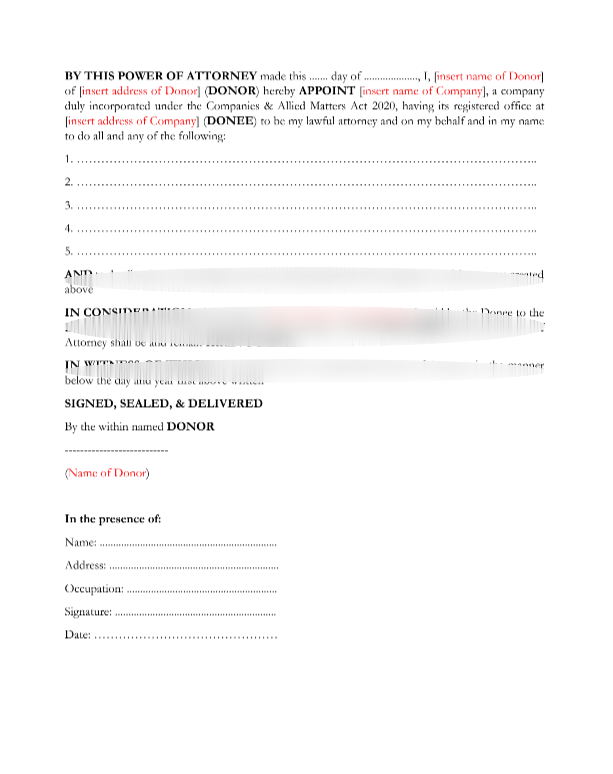 BY THIS POWER OF ATTORNEY made this ....... day of ...................., I, [insert name of Donor]
of [insert address of Donor] (DONOR) hereby APPOINT [insert name of Company], a company
duly incorporated under the Companies & Allied Matters Act 2020, having its registered office at
[insert address of Company] (DONEE) to be my lawful attorney and on my behalf and in my name
to do all and any of the following:
1. ……………………………………………………………………………………………..
2. ……………………………………………………………………………………………..
3. ……………………………………………………………………………………………..
4. ……………………………………………………………………………………………..
5. ……………………………………………………………………………………………..
AND
above
IN CONSIDERATION the Donee to the
Attorney shall be and remain
IN WITNESS OF the manner
below the day and year first above written
SIGNED, SEALED, & DELIVERED
By the within named DONOR
---------------------------
(Name of Donor)
In the presence of:
Name: ......................................................
Address: ....................................................
Occupation: ..............................................
Signature: .................................................
Date: ………………………………